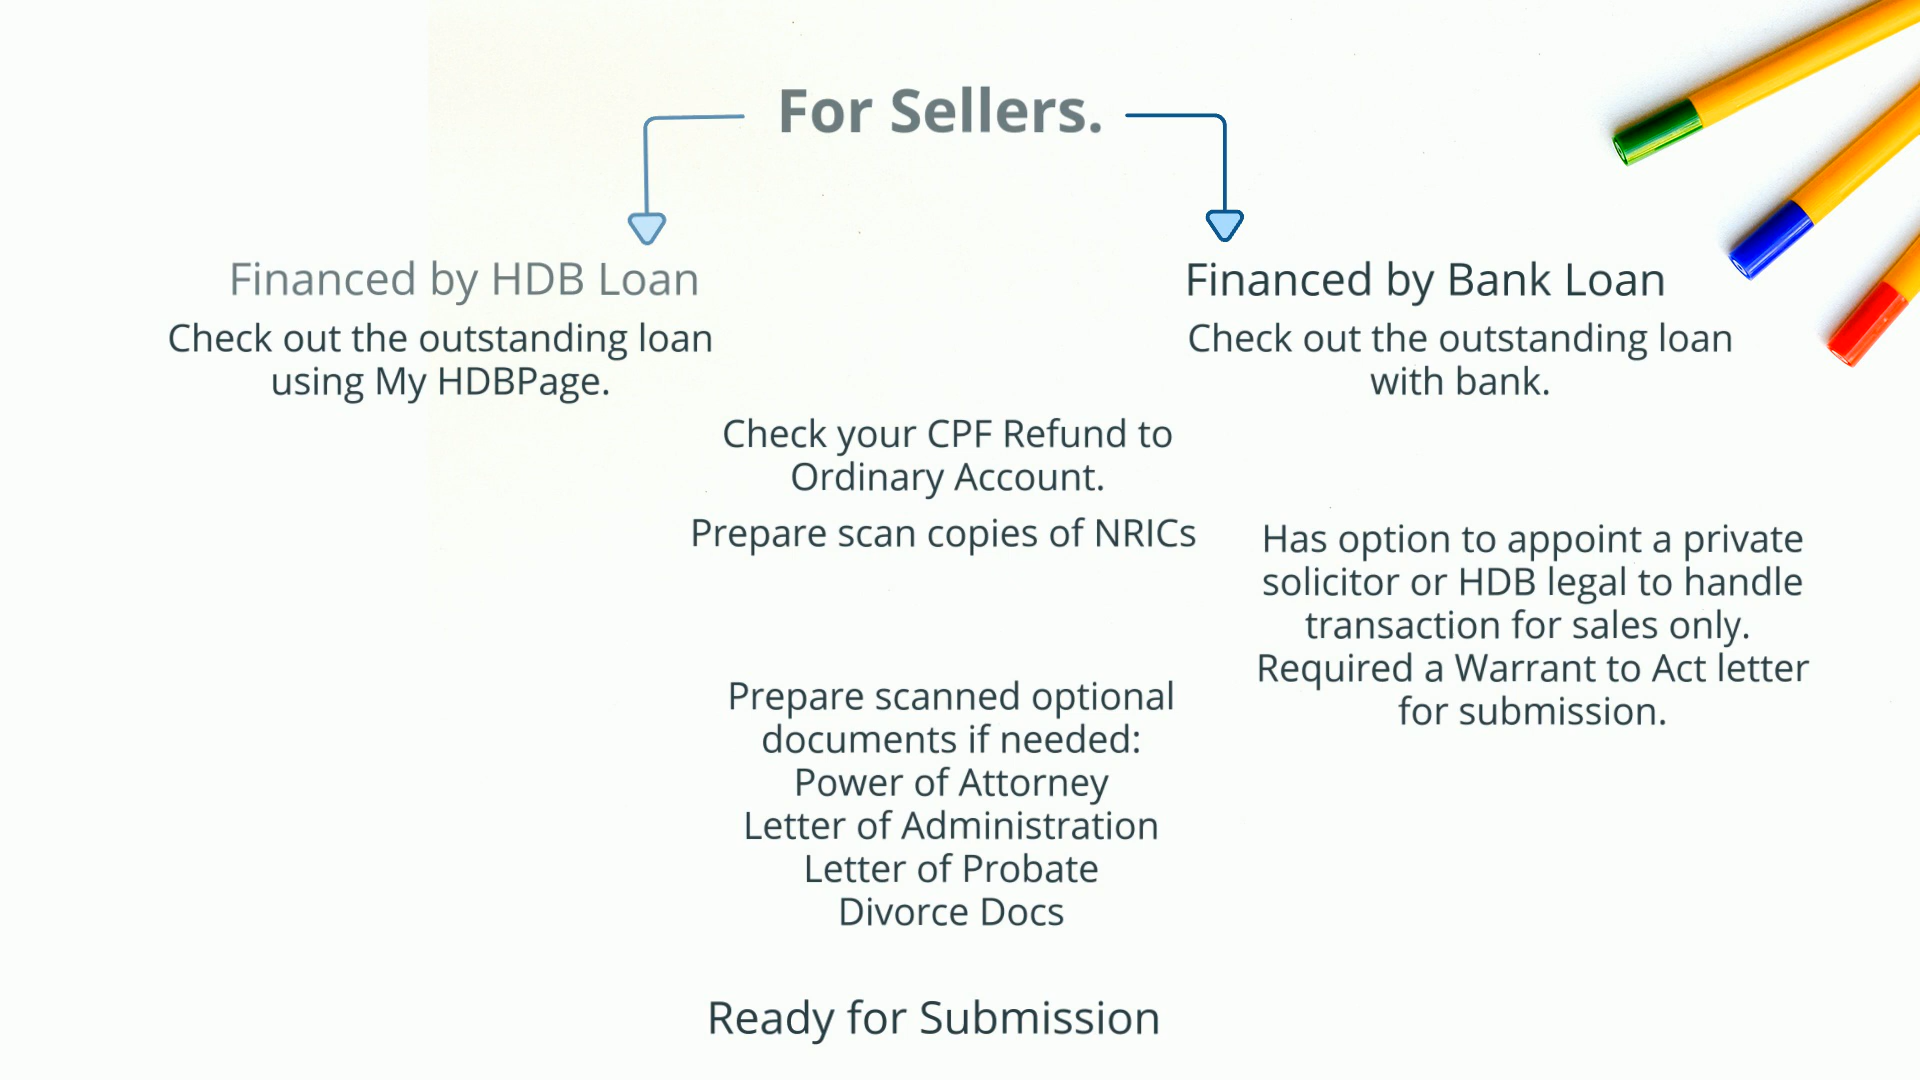 For Sellers.
Financed by HDB Loan
Check out the outstanding loan
using My HDBPage.
Financed by Bank Loan
Check out the outstanding loan
with bank.
Check your CPF Refund to
Ordinary Account.
Prepare scan copies of NRICs
Has option to appoint a private
solicitor or HDB legal to handle
transaction for sales only.
Required a Warrant to Act letter
for submission.
Prepare scanned optional
documents if needed:
Power of Attorney
Letter of Administration
Letter of Probate
Divorce Docs
Ready for Submission